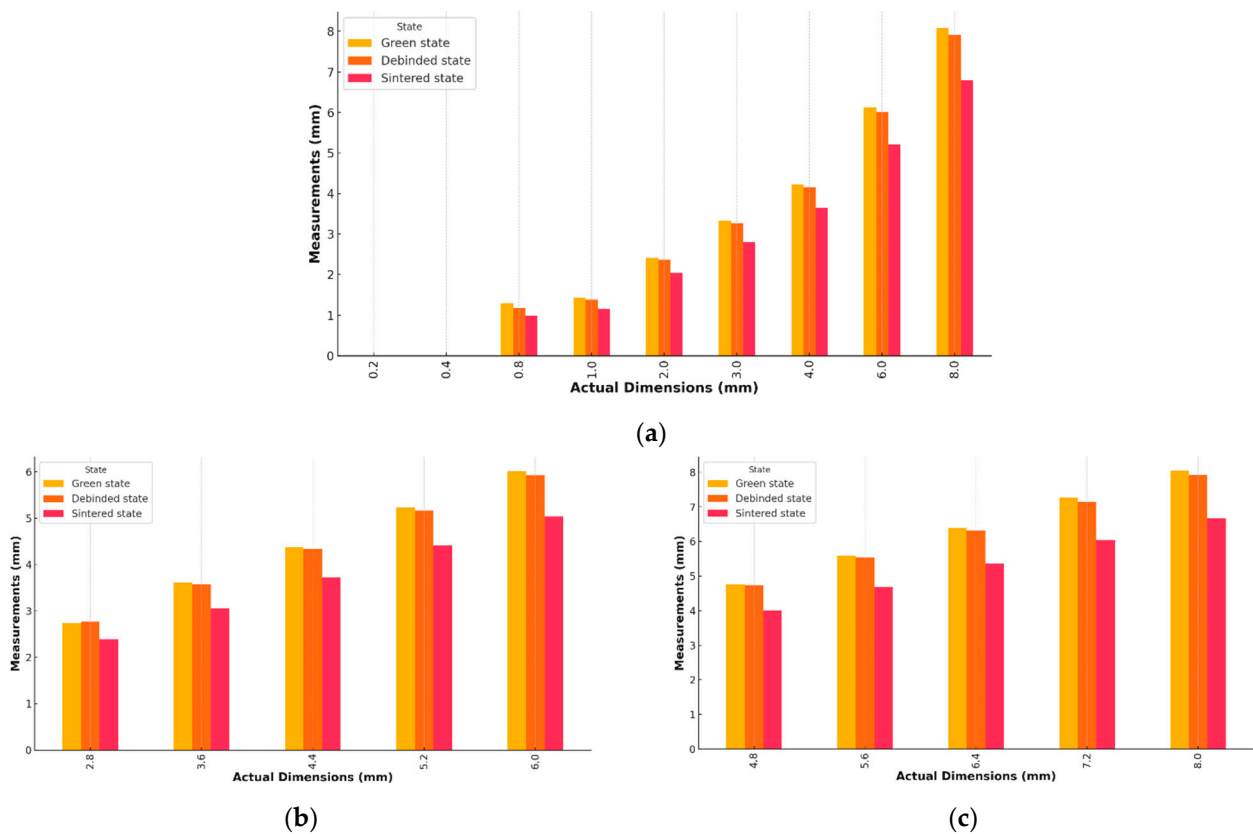 State
Green state
Debinded state
Sintered state
Measurements (mm)
8
7
6
5
4
3
2
1
0
0.2
0.4
0.8
1.0
2.0
3.0
4.0
6.0
8.0
Actual Dimensions (mm)
(a)
State
Green state
Debinded state
Sintered state
Measurements (mm)
6
5
4
3
2
1
0
2.8
3.6
4.4
5.2
6.0
Actual Dimensions (mm)
(b)
State
Green state
Debinded state
Sintered state
Measurements (mm)
8
7
6
5
4
3
2
1
0
4.8
5.6
6.4
7.2
8.0
Actual Dimensions (mm)
(c)